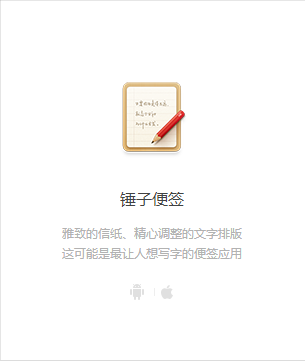 锤子便签
雅致的信纸、精心调整的文字排版
这可能是最让人想写字的便签应用